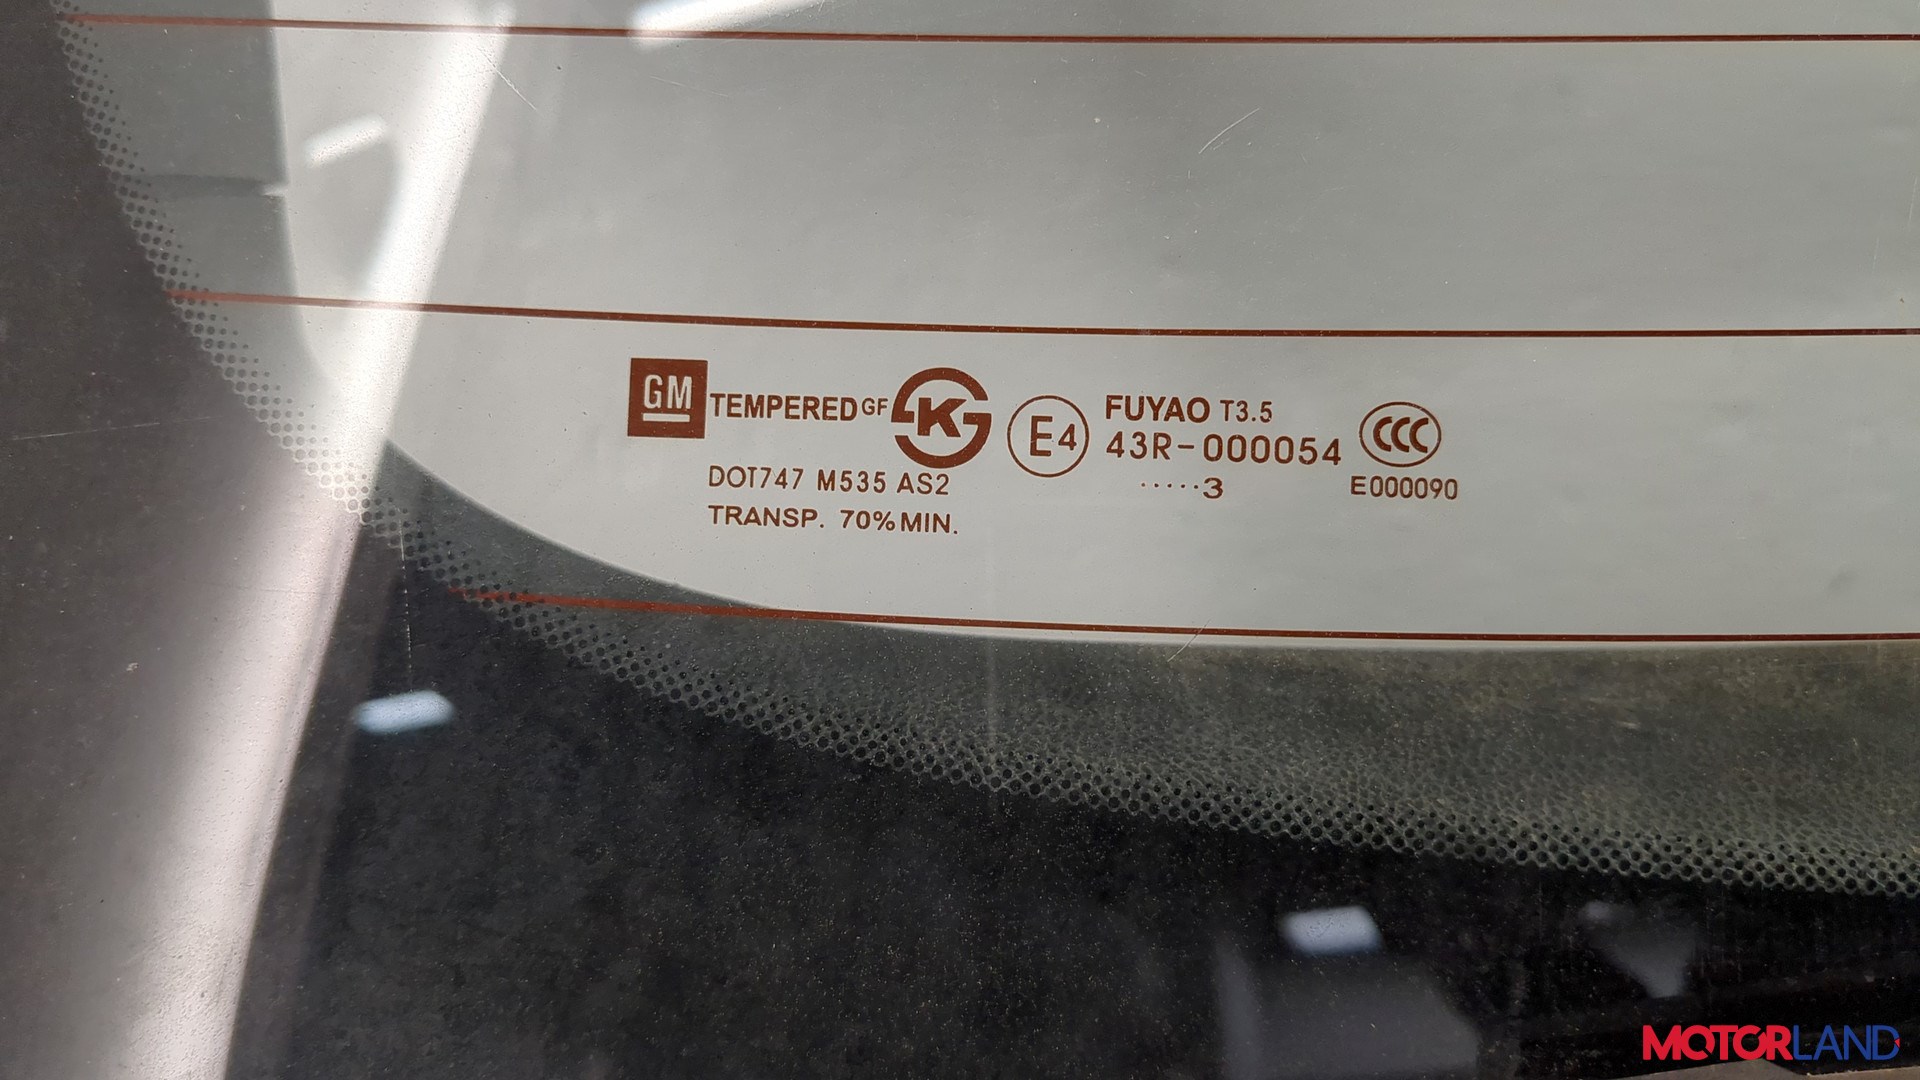 GM TEMPERED GF KS E4 FUYAO T3.5 CCC
43R-000054
DOT747 M535 AS2 .....3 E000090
TRANSP. 70% MIN.
MOTORLAND